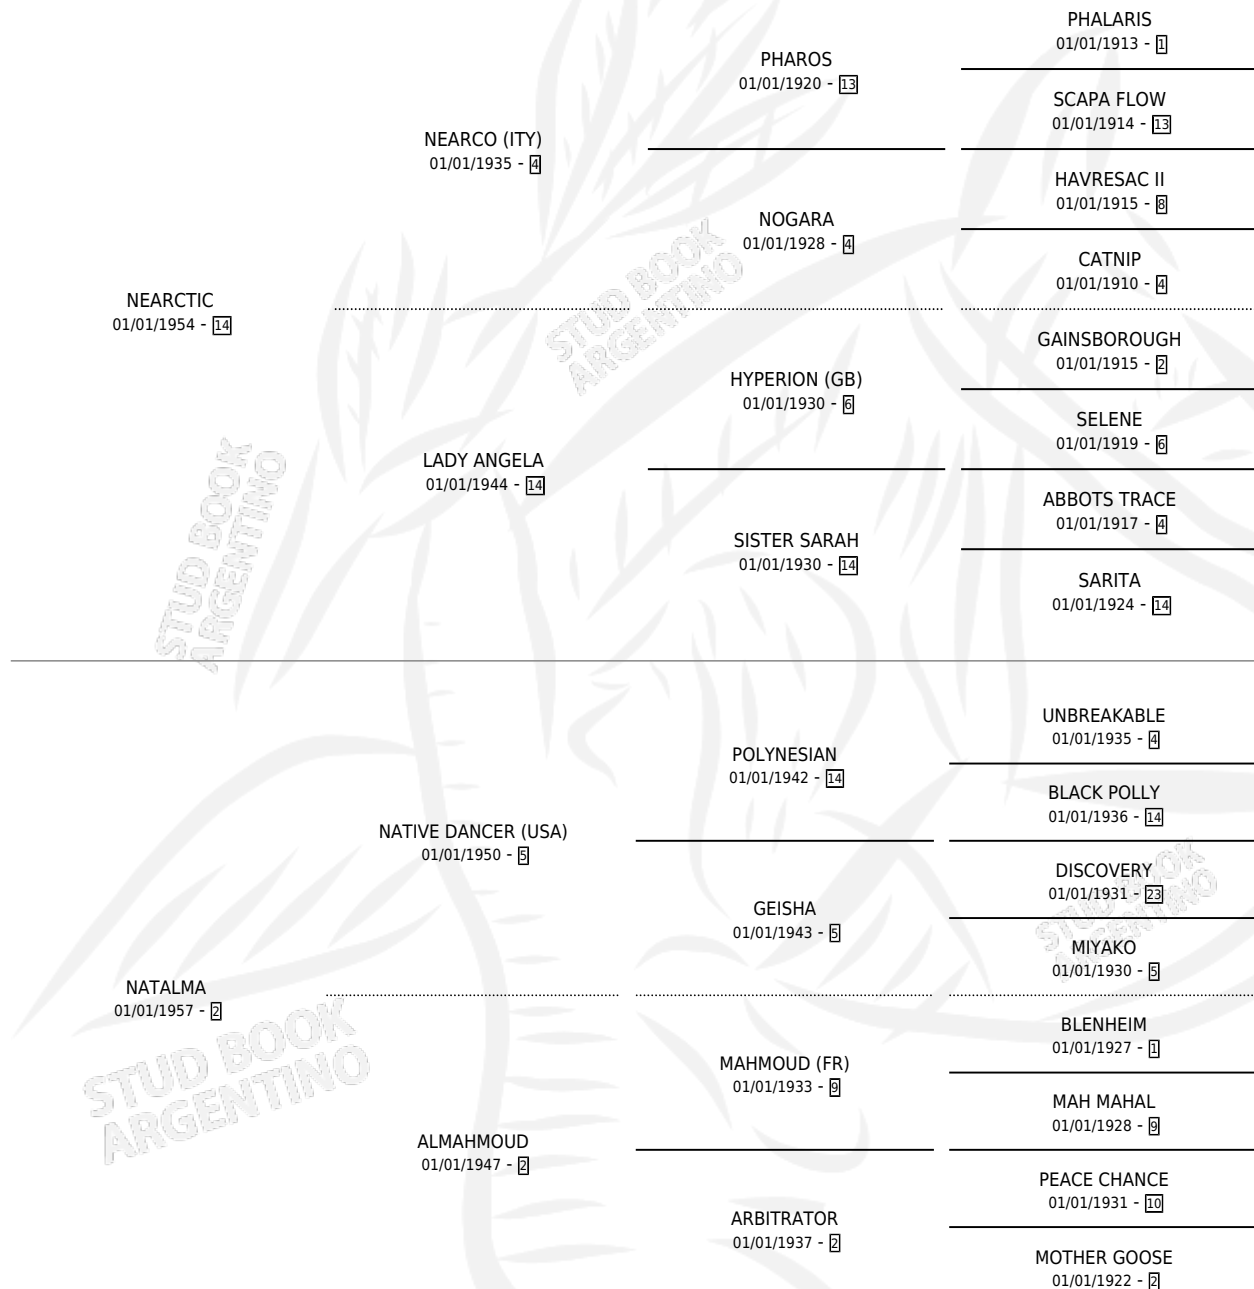 PHALARIS
01/01/1913 - 1
PHAROS
01/01/1920 - 13
SCAPA FLOW
01/01/1914 - 13
NEARCO (ITY)
01/01/1935 - 4
HAVRESAC II
01/01/1915 - 8
NOGARA
01/01/1928 - 4
CATNIP
01/01/1910 - 4
NEARCTIC
01/01/1954 - 14
GAINSBOROUGH
01/01/1915 - 2
HYPERION (GB)
01/01/1930 - 6
SELENE
01/01/1919 - 6
LADY ANGELA
01/01/1944 - 14
ABBOTS TRACE
01/01/1917 - 4
SISTER SARAH
01/01/1930 - 14
SARITA
01/01/1924 - 14
STUD BOOK
ARGENTINO
STUD BOOK
ARGENTINO
UNBREAKABLE
01/01/1935 - 4
POLYNESIAN
01/01/1942 - 14
BLACK POLLY
01/01/1936 - 14
NATIVE DANCER (USA)
01/01/1950 - 5
DISCOVERY
01/01/1931 - 23
GEISHA
01/01/1943 - 5
MIYAKO
01/01/1930 - 5
STUD BOOK
ARGENTINO
NATALMA
01/01/1957 - 2
BLENHEIM
01/01/1927 - 1
MAHMOUD (FR)
01/01/1933 - 9
MAH MAHAL
01/01/1928 - 9
STUD BOOK
ARGENTINO
ALMAHMOUD
01/01/1947 - 2
PEACE CHANCE
01/01/1931 - 10
ARBITRATOR
01/01/1937 - 2
MOTHER GOOSE
01/01/1922 - 2